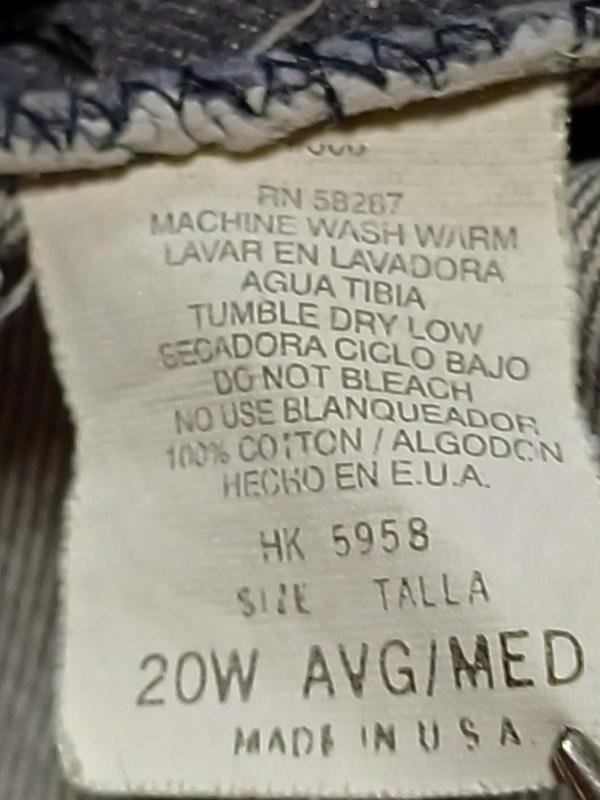 RN 58267
MACHINE WASH WARM
LAVAR EN LAVADORA
AGUA TIBIA
TUMBLE DRY LOW
SECADORA CICLO BAJO
DO NOT BLEACH
NO USE BLANQUEADOR
100% COTTON / ALGODON
HECHO EN E.U.A.
HK 5958
SIZE TALLA
20W AVG/MED
MADE IN U S A.